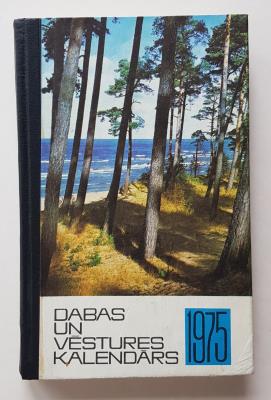 DABAS
UN
VĒSTURES
KALENDĀRS
1975